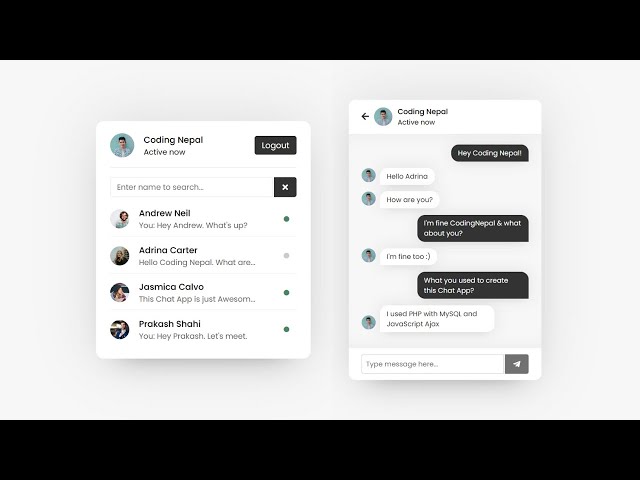 Coding Nepal
Active now
Logout
Enter name to search...
Andrew Neil
You: Hey Andrew. What's up?
Adrina Carter
Hello Coding Nepal. What are...
Jasmica Calvo
This Chat App is just Awesom...
Prakash Shahi
You: Hey Prakash. Let's meet.
Coding Nepal
Active now
Hey Coding Nepal!
Hello Adrina
How are you?
I'm fine CodingNepal & what
about you?
I'm fine too :)
What you used to create
this Chat App?
I used PHP with MySQL and
JavaScript Ajax
Type message here...